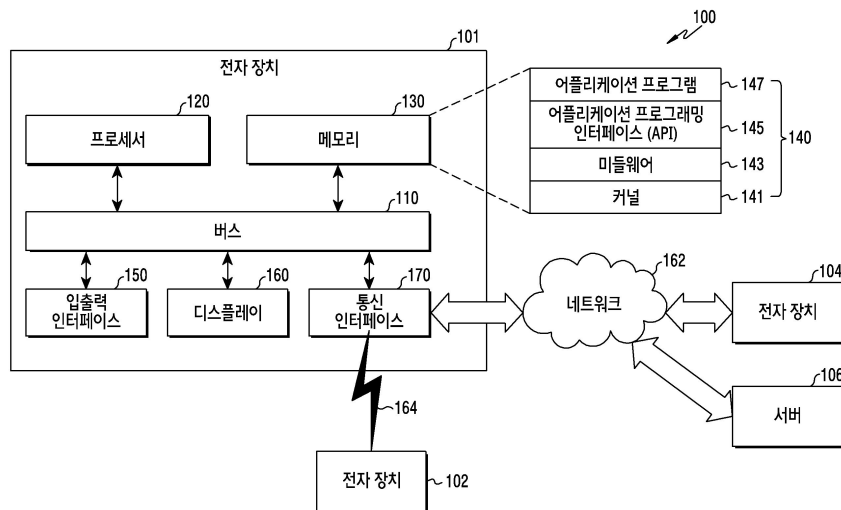 100
101
전자 장치
120
프로세서
130
메모리
어플리케이션 프로그램
147
어플리케이션 프로그래밍
인터페이스 (API)
145
140
미들웨어
143
커널
141
110
버스
150
입출력
인터페이스
160
디스플레이
170
통신
인터페이스
162
네트워크
104
전자 장치
106
서버
164
전자 장치
102